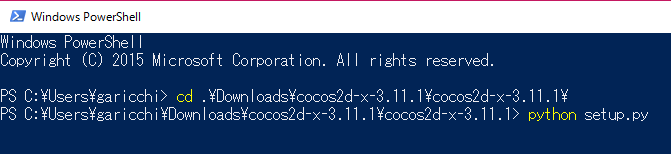 Windows PowerShell
Windows PowerShell
Copyright (C) 2015 Microsoft Corporation. All rights reserved.
PS C:¥Users¥garicchi> cd .¥Downloads¥cocos2d-x-3.11.1¥cocos2d-x-3.11.1¥
PS C:¥Users¥garicchi¥Downloads¥cocos2d-x-3.11.1¥cocos2d-x-3.11.1> python setup.py